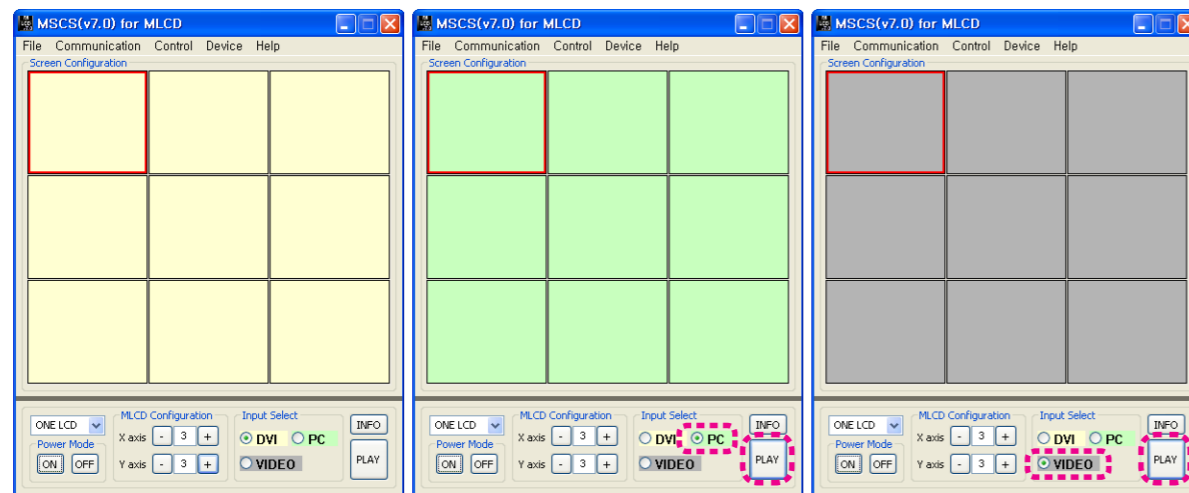 MSCS(v7.0) for MLCD
File Communication Control Device Help
Screen Configuration
ONE LCD
Power Mode
ON OFF
MLCD Configuration
X axis - 3 +
Y axis - 3 +
Input Select
DVI PC
VIDEO
INFO
PLAY
MSCS(v7.0) for MLCD
File Communication Control Device Help
Screen Configuration
ONE LCD
Power Mode
ON OFF
MLCD Configuration
X axis - 3 +
Y axis - 3 +
Input Select
DVI PC
VIDEO
INFO
PLAY
MSCS(v7.0) for MLCD
File Communication Control Device Help
Screen Configuration
ONE LCD
Power Mode
ON OFF
MLCD Configuration
X axis - 3 +
Y axis - 3 +
Input Select
DVI PC
VIDEO
INFO
PLAY